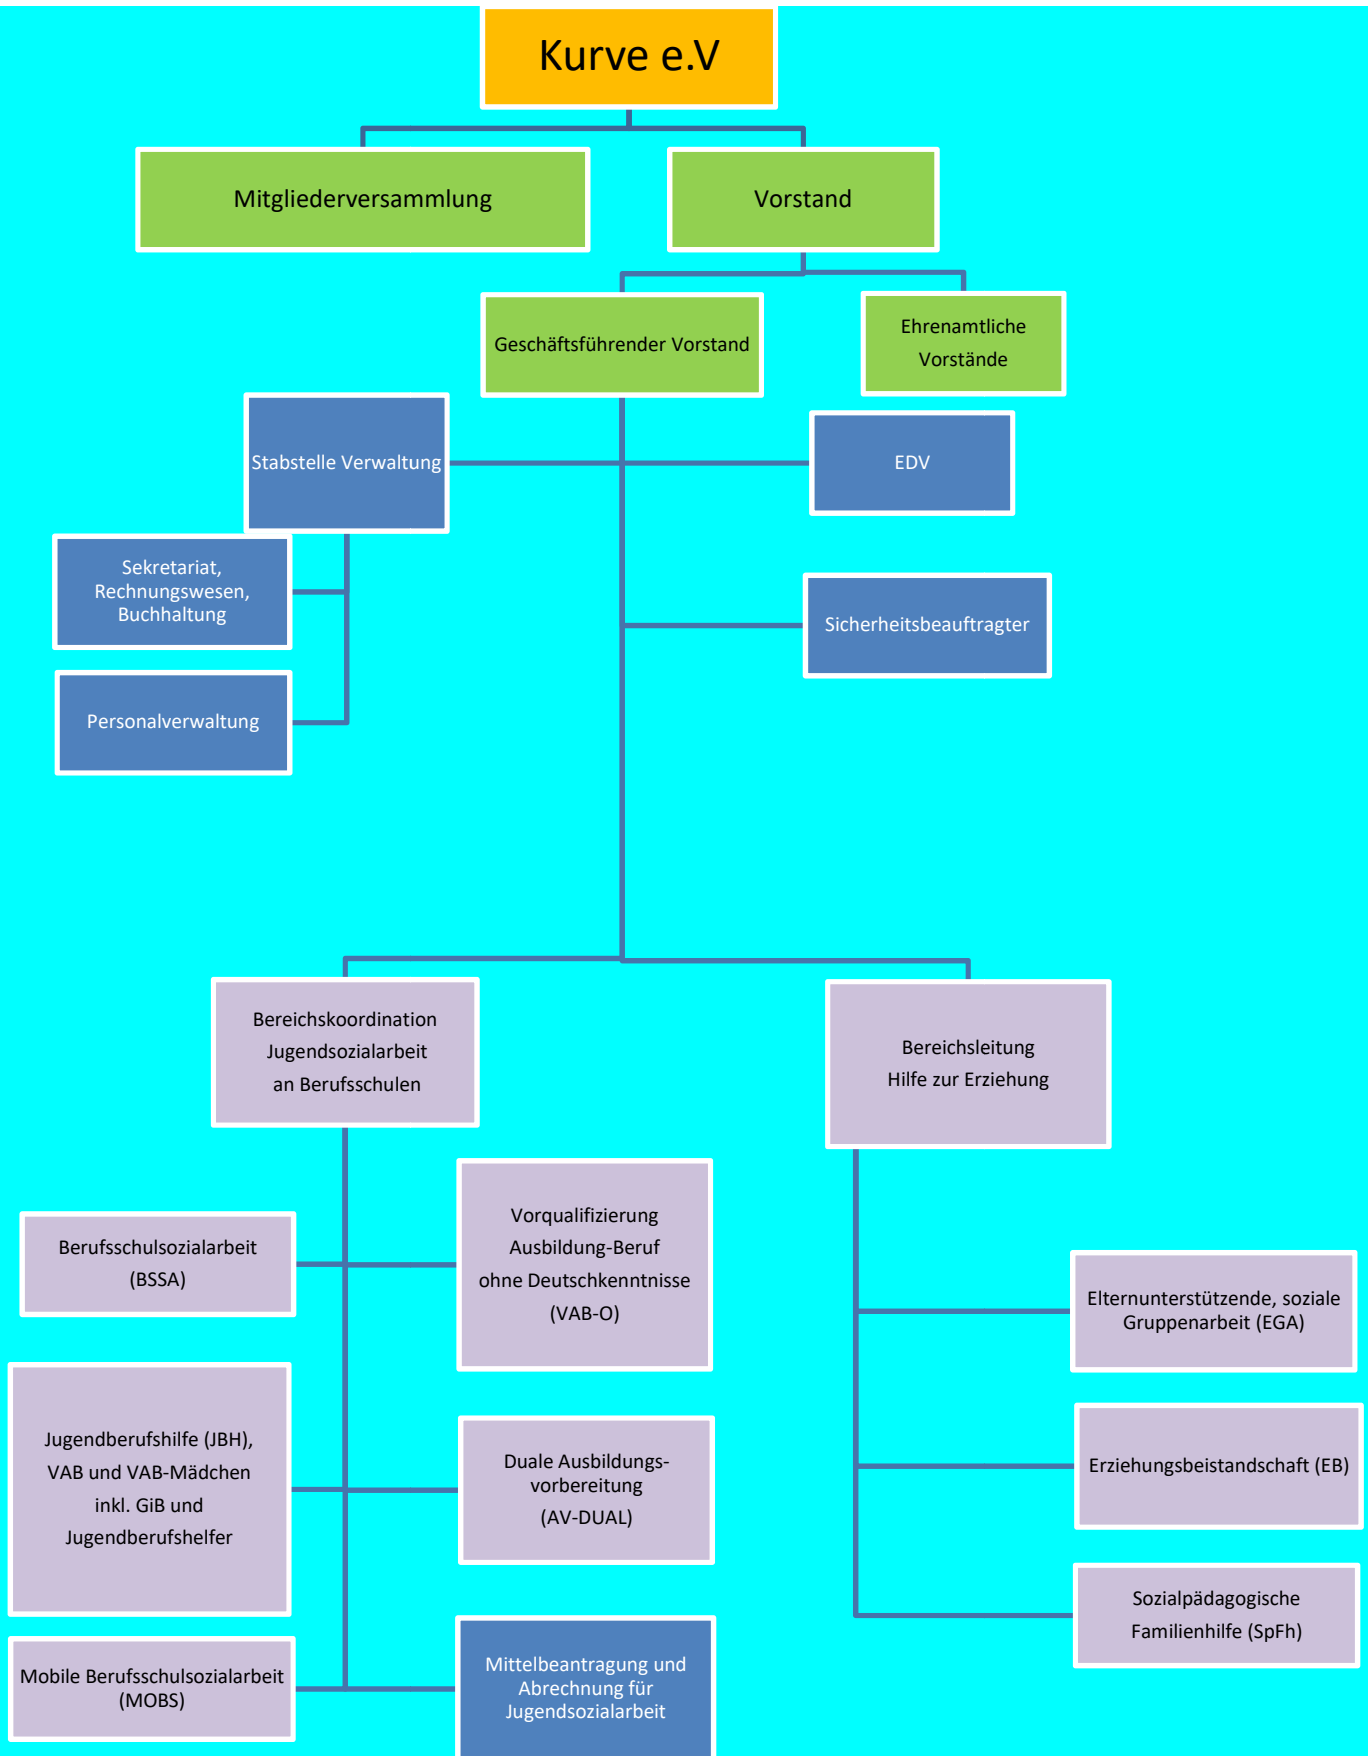 Kurve e.V
Mitgliederversammlung
Vorstand
Geschäftsführender Vorstand
Ehrenamtliche
Vorstände
Stabstelle Verwaltung
EDV
Sekretariat,
Rechnungswesen,
Buchhaltung
Sicherheitsbeauftragter
Personalverwaltung
Bereichskoordination
Jugendsozialarbeit
an Berufsschulen
Bereichsleitung
Hilfe zur Erziehung
Berufsschulsozialarbeit
(BSSA)
Vorqualifizierung
Ausbildung-Beruf
ohne Deutschkenntnisse
(VAB-O)
Elternunterstützende, soziale
Gruppenarbeit (EGA)
Jugendberufshilfe (JBH),
VAB und VAB-Mädchen
inkl. GiB und
Jugendberufshelfer
Duale Ausbildungs-
vorbereitung
(AV-DUAL)
Erziehungsbeistandschaft (EB)
Sozialpädagogische
Familienhilfe (SpFh)
Mobile Berufsschulsozialarbeit
(MOBS)
Mittelbeantragung und
Abrechnung für
Jugendsozialarbeit